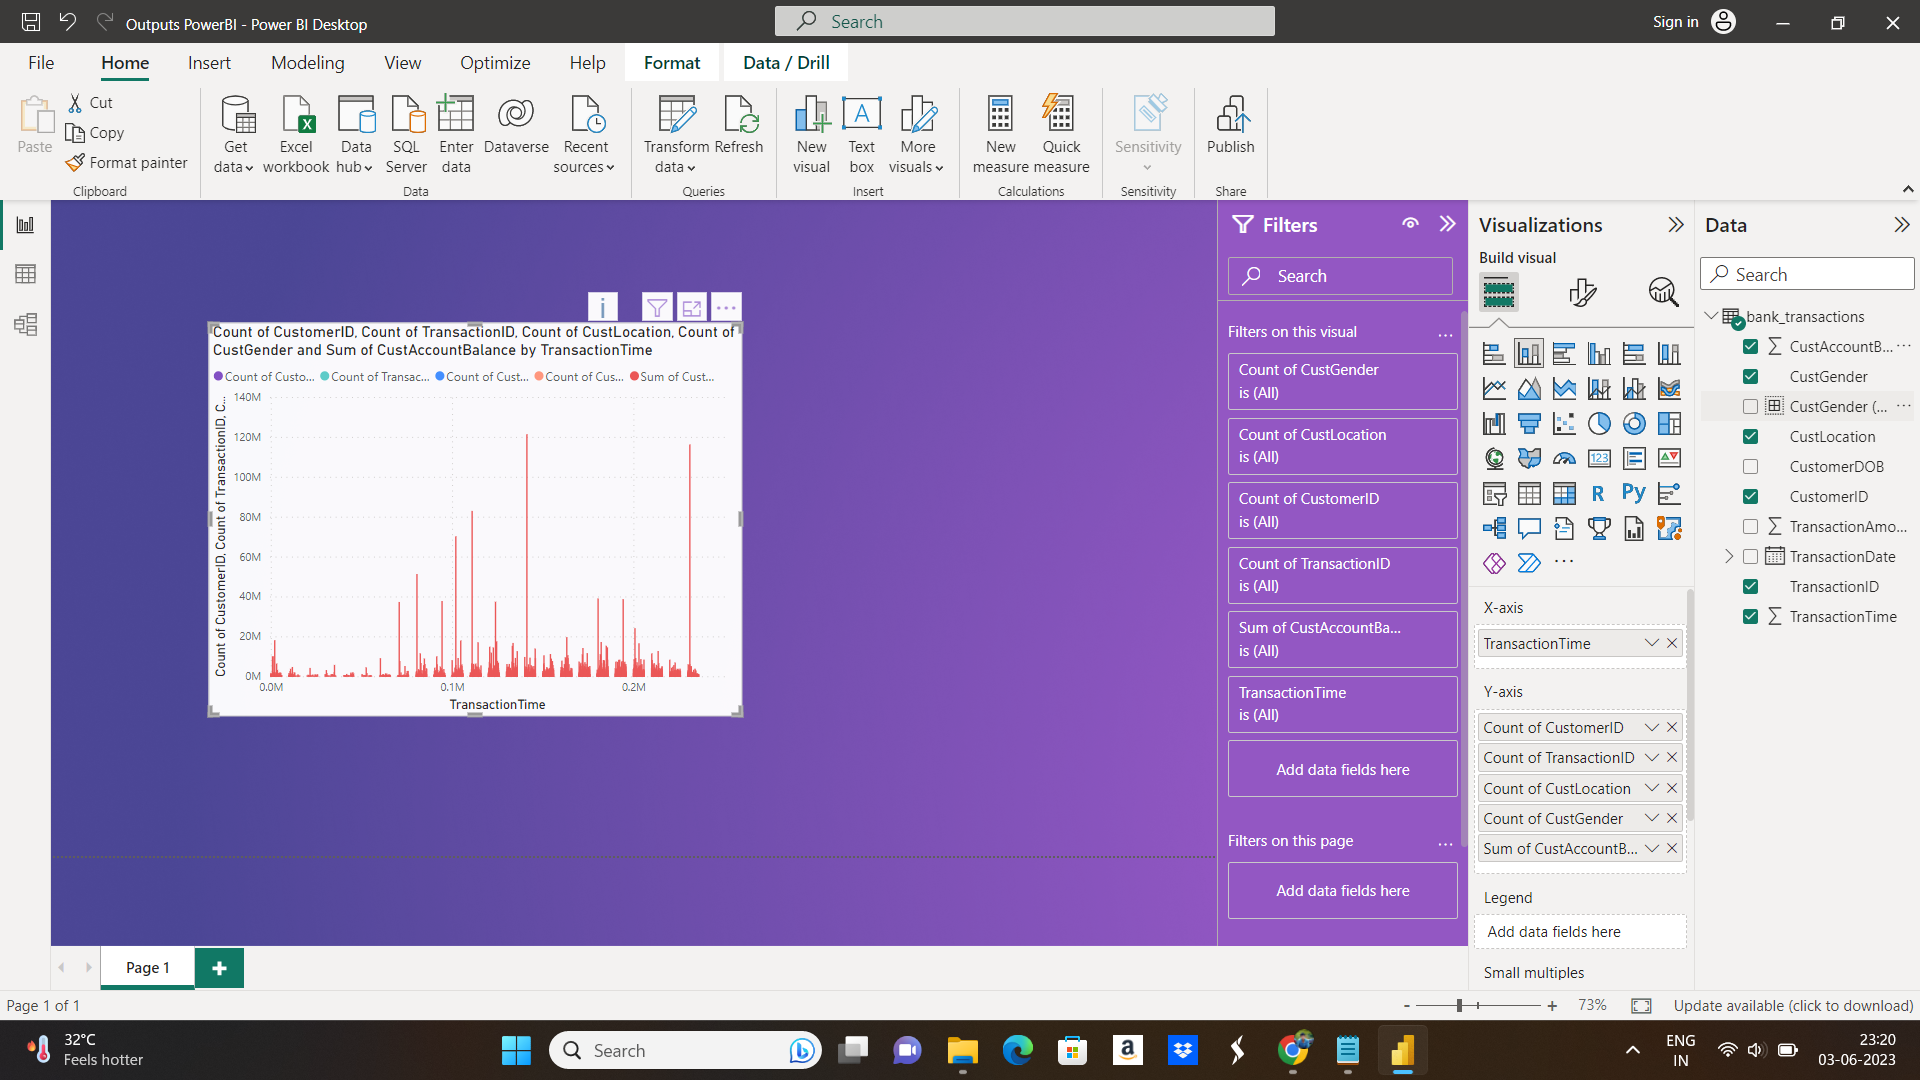 Outputs PowerBI - Power BI Desktop
Search
Sign in
File
Home
Insert
Modeling
View
Optimize
Help
Format
Data / Drill
Paste
Cut
Copy
Format painter
Clipboard
Get data
Excel workbook
Data hub
SQL Server
Enter data
Dataverse
Recent sources
Data
Transform data
Refresh
Queries
New visual
Text box
More visuals
Insert
New measure
Quick measure
Calculations
Sensitivity
Sensitivity
Publish
Share
Count of CustomerID, Count of TransactionID, Count of CustLocation, Count of
CustGender and Sum of CustAccountBalance by TransactionTime
Count of Custo...
Count of Transac...
Count of Cust...
Count of Cus...
Sum of Cust...
Count of CustomerID, Count of TransactionID, C...
140M
120M
100M
80M
60M
40M
20M
0M
0.0M
0.1M
0.2M
TransactionTime
Filters
Search
Filters on this visual
...
Count of CustGender
is (All)
Count of CustLocation
is (All)
Count of CustomerID
is (All)
Count of TransactionID
is (All)
Sum of CustAccountBa...
is (All)
TransactionTime
is (All)
Add data fields here
Filters on this page
...
Add data fields here
Visualizations
Build visual
123
R
Py
...
X-axis
TransactionTime
Y-axis
Count of CustomerID
Count of TransactionID
Count of CustLocation
Count of CustGender
Sum of CustAccountB...
Legend
Add data fields here
Small multiples
Data
Search
bank_transactions
CustAccountB...
CustGender
CustGender (...
CustLocation
CustomerDOB
CustomerID
TransactionAmo...
TransactionDate
TransactionID
TransactionTime
Page 1
Page 1 of 1
- + 73%
Update available (click to download)
32°C
Feels hotter
Search
ENG
IN
23:20
03-06-2023